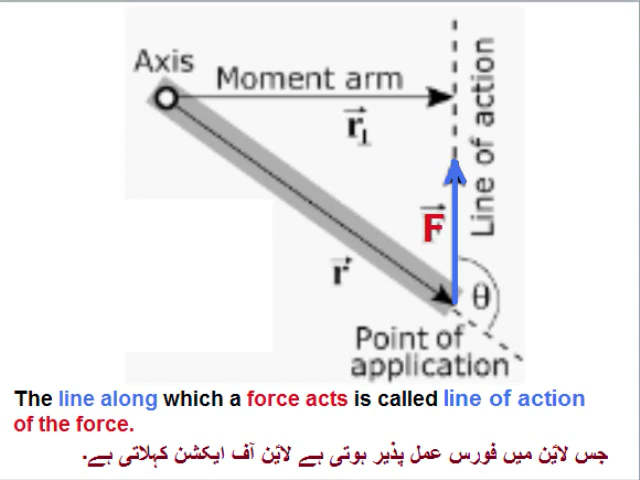 Axis
Moment arm
r⃗⊥
Line of action
F⃗
r⃗
θ
Point of
application
The line along which a force acts is called line of action
of the force.
جس لائن میں فورس عمل پذیر ہوتی ہے لائن آف ایکشن کہلاتی ہے۔